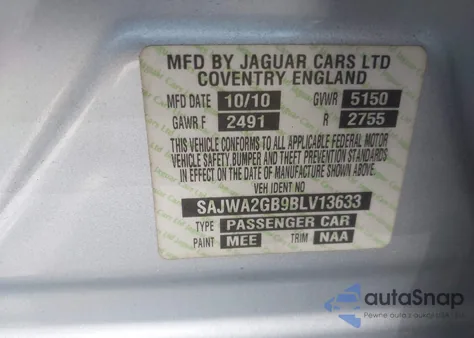 MFD BY JAGUAR CARS LTD
COVENTRY ENGLAND
MFD DATE 10/10 GVWR 5150
GAWR F 2491 R 2755
THIS VEHICLE CONFORMS TO ALL APPLICABLE FEDERAL MOTOR
VEHICLE SAFETY, BUMPER AND THEFT PREVENTION STANDARDS
IN EFFECT ON THE DATE OF MANUFACTURE SHOWN ABOVE.
VEH IDENT NO
SAJWA2GB9BLV13633
TYPE PASSENGER CAR
PAINT MEE TRIM NAA
autoSnap